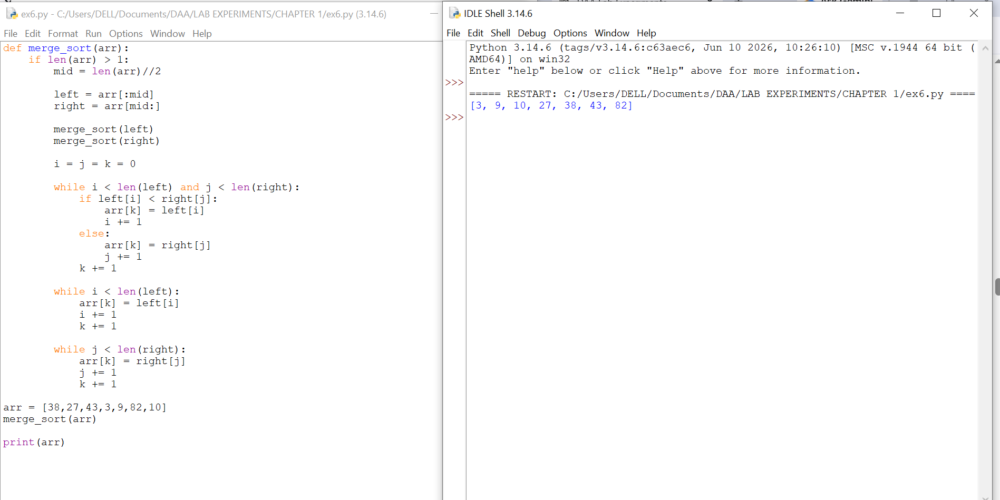 ex6.py - C:/Users/DELL/Documents/DAA/LAB EXPERIMENTS/CHAPTER 1/ex6.py (3.14.6)
File Edit Format Run Options Window Help
def merge_sort(arr):
    if len(arr) > 1:
        mid = len(arr)//2

        left = arr[:mid]
        right = arr[mid:]

        merge_sort(left)
        merge_sort(right)

        i = j = k = 0

        while i < len(left) and j < len(right):
            if left[i] < right[j]:
                arr[k] = left[i]
                i += 1
            else:
                arr[k] = right[j]
                j += 1
            k += 1

        while i < len(left):
            arr[k] = left[i]
            i += 1
            k += 1

        while j < len(right):
            arr[k] = right[j]
            j += 1
            k += 1

arr = [38,27,43,3,9,82,10]
merge_sort(arr)

print(arr)
IDLE Shell 3.14.6
File Edit Shell Debug Options Window Help
Python 3.14.6 (tags/v3.14.6:c63aec6, Jun 10 2026, 10:26:10) [MSC v.1944 64 bit (
AMD64)] on win32
Enter "help" below or click "Help" above for more information.
>>>
===== RESTART: C:/Users/DELL/Documents/DAA/LAB EXPERIMENTS/CHAPTER 1/ex6.py ====
[3, 9, 10, 27, 38, 43, 82]
>>>